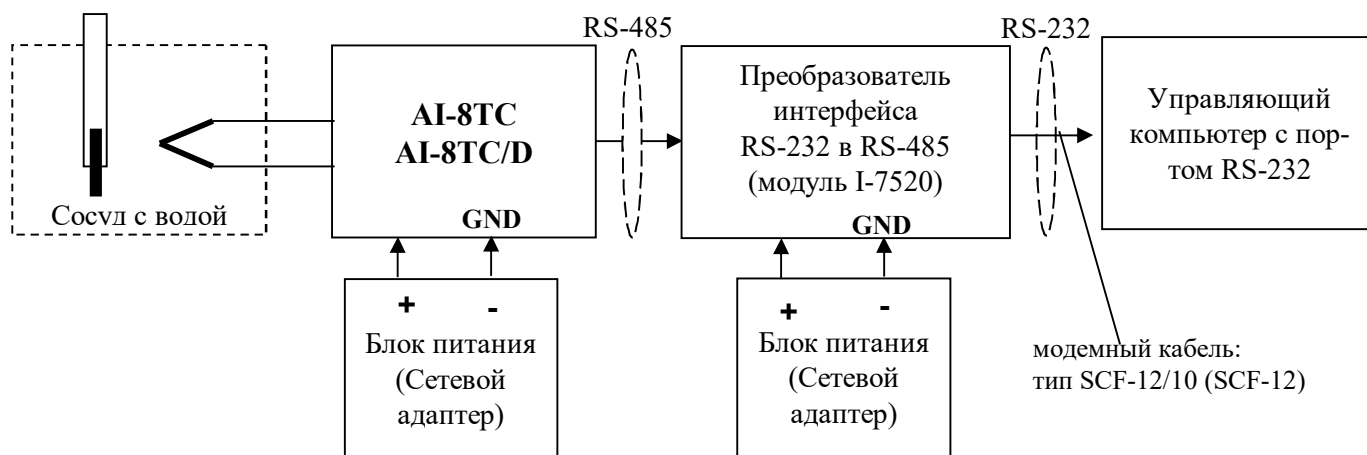 RS-485
RS-232
Сосуд с водой
AI-8TC
AI-8TC/D
GND
Преобразователь
интерфейса
RS-232 в RS-485
(модуль I-7520)
GND
Управляющий
компьютер с пор-
том RS-232
+ -
Блок питания
(Сетевой
адаптер)
+ -
Блок питания
(Сетевой
адаптер)
модемный кабель:
тип SCF-12/10 (SCF-12)